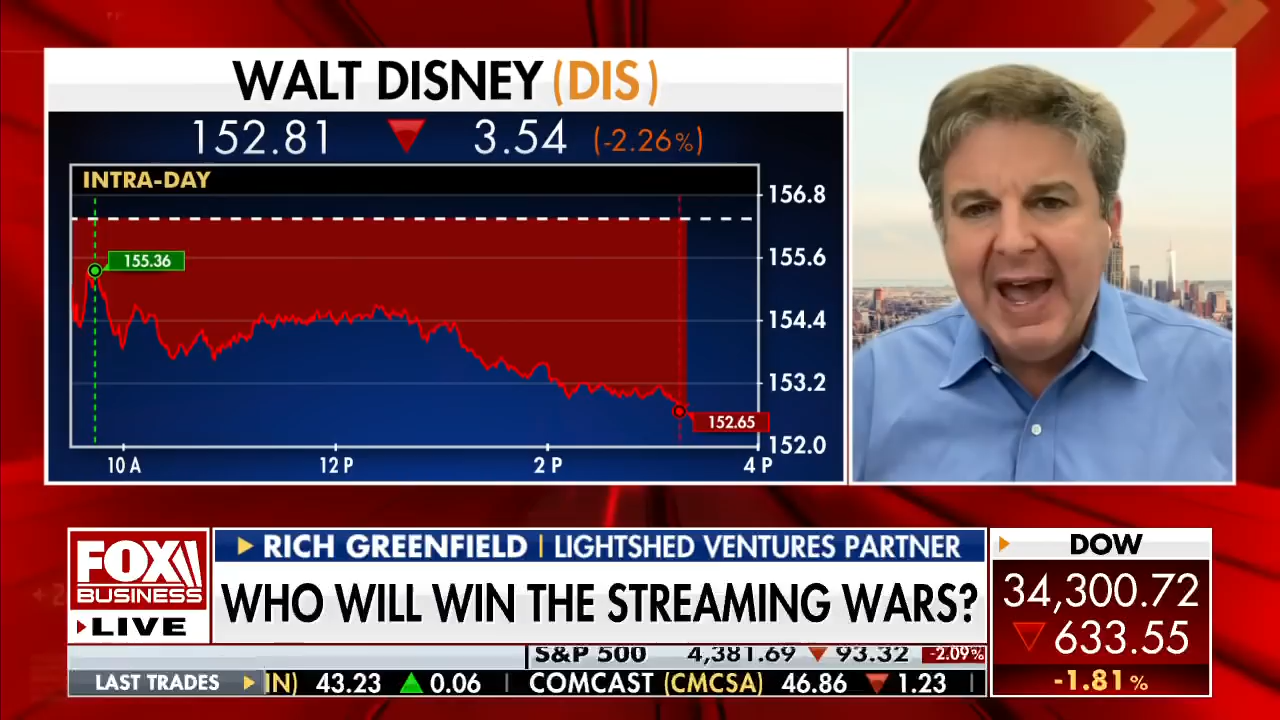 WALT DISNEY (DIS)
152.81 ▼ 3.54 (-2.26%)
INTRA-DAY
156.8
155.6
154.4
153.2
152.0
155.36
152.65
10 A 12 P 2 P 4 P
FOX
BUSINESS
LIVE
RICH GREENFIELD | LIGHTSHED VENTURES PARTNER
WHO WILL WIN THE STREAMING WARS?
DOW
34,300.72
▼ 633.55
-1.81%
S&P 500 4,381.69 ▼ 93.32 -2.09%
LAST TRADES IN) 43.23 ▲ 0.06 | COMCAST (CMCSA) 46.86 ▼ 1.23 |